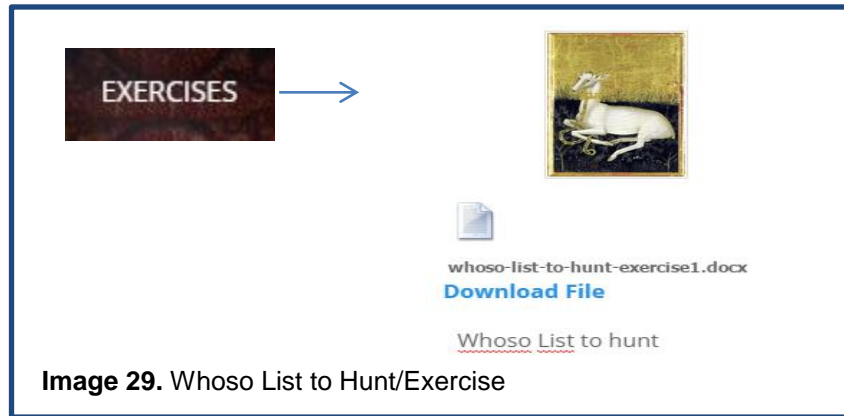 EXERCISES
whoso-list-to-hunt-exercise1.docx
Download File
Whoso List to hunt
Image 29. Whoso List to Hunt/Exercise